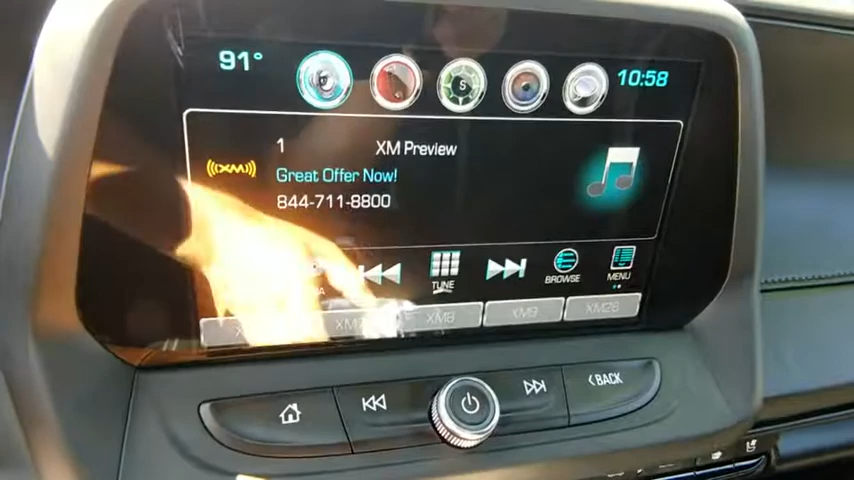 91°
S
10:58
1
XM Preview
((XM))
Great Offer Now!
844-711-8800
TUNE
BROWSE
MENU
XM8
XM9
XM26
BACK